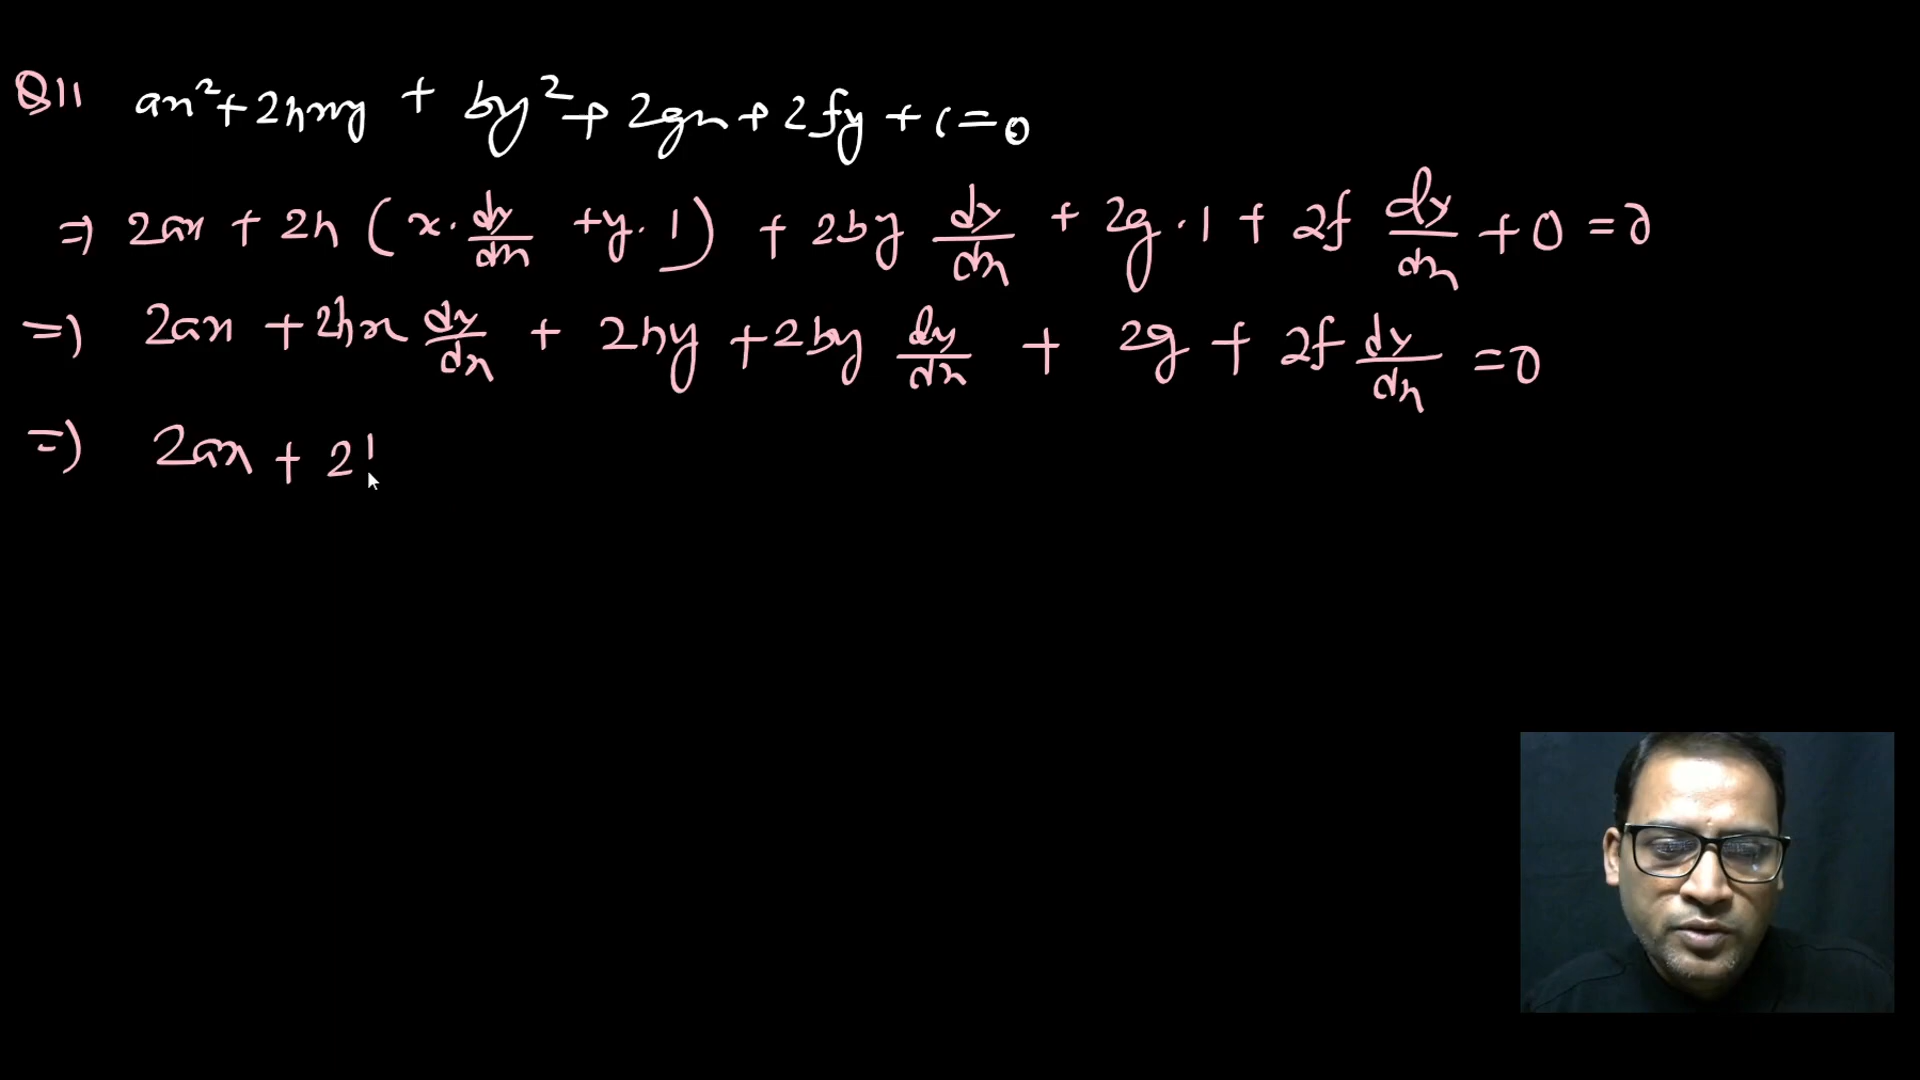 Q11 ax²+2hxy + by²+2gx+2fy+c=0
⇒ 2ax + 2h (x.dy/dx +y.1) + 2by dy/dx + 2g.1 + 2f dy/dx +0=0
⇒ 2ax +2hx dy/dx + 2hy +2by dy/dx + 2g + 2f dy/dx =0
⇒ 2ax + 2